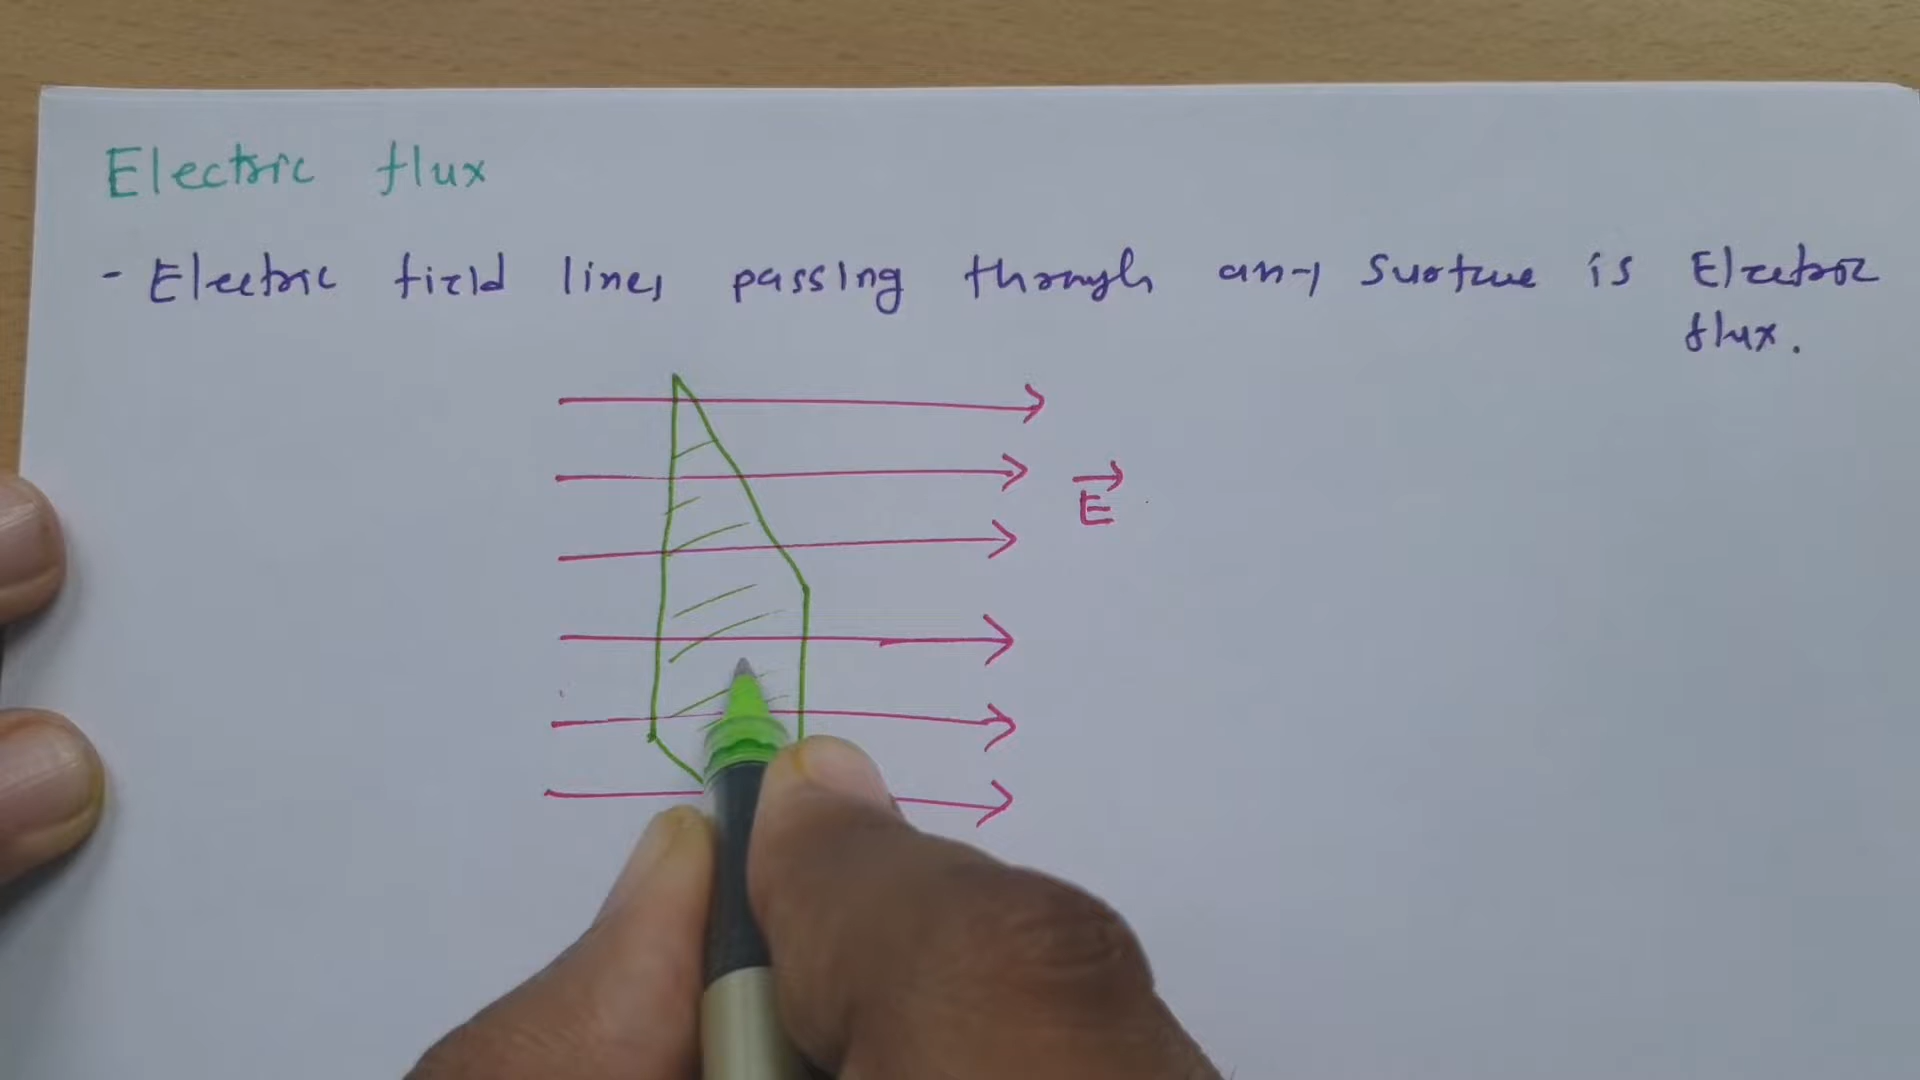 Electric flux
- Electric field lines passing through any surface is Electric
flux.
E